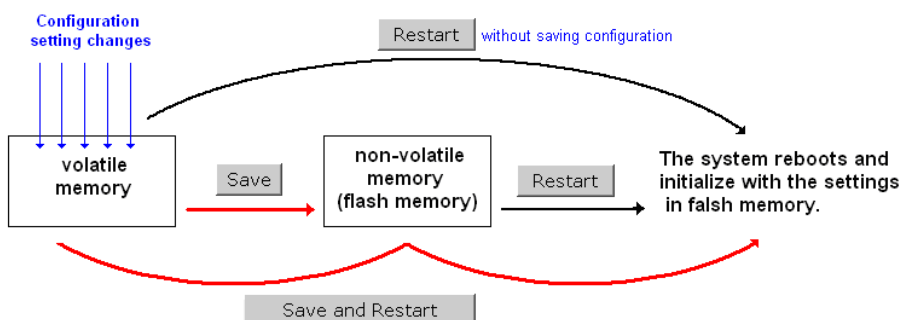 Configuration
setting changes
Restart without saving configuration
volatile
memory
Save
non-volatile
memory
(flash memory)
Restart
The system reboots and
initialize with the settings
in falsh memory.
Save and Restart